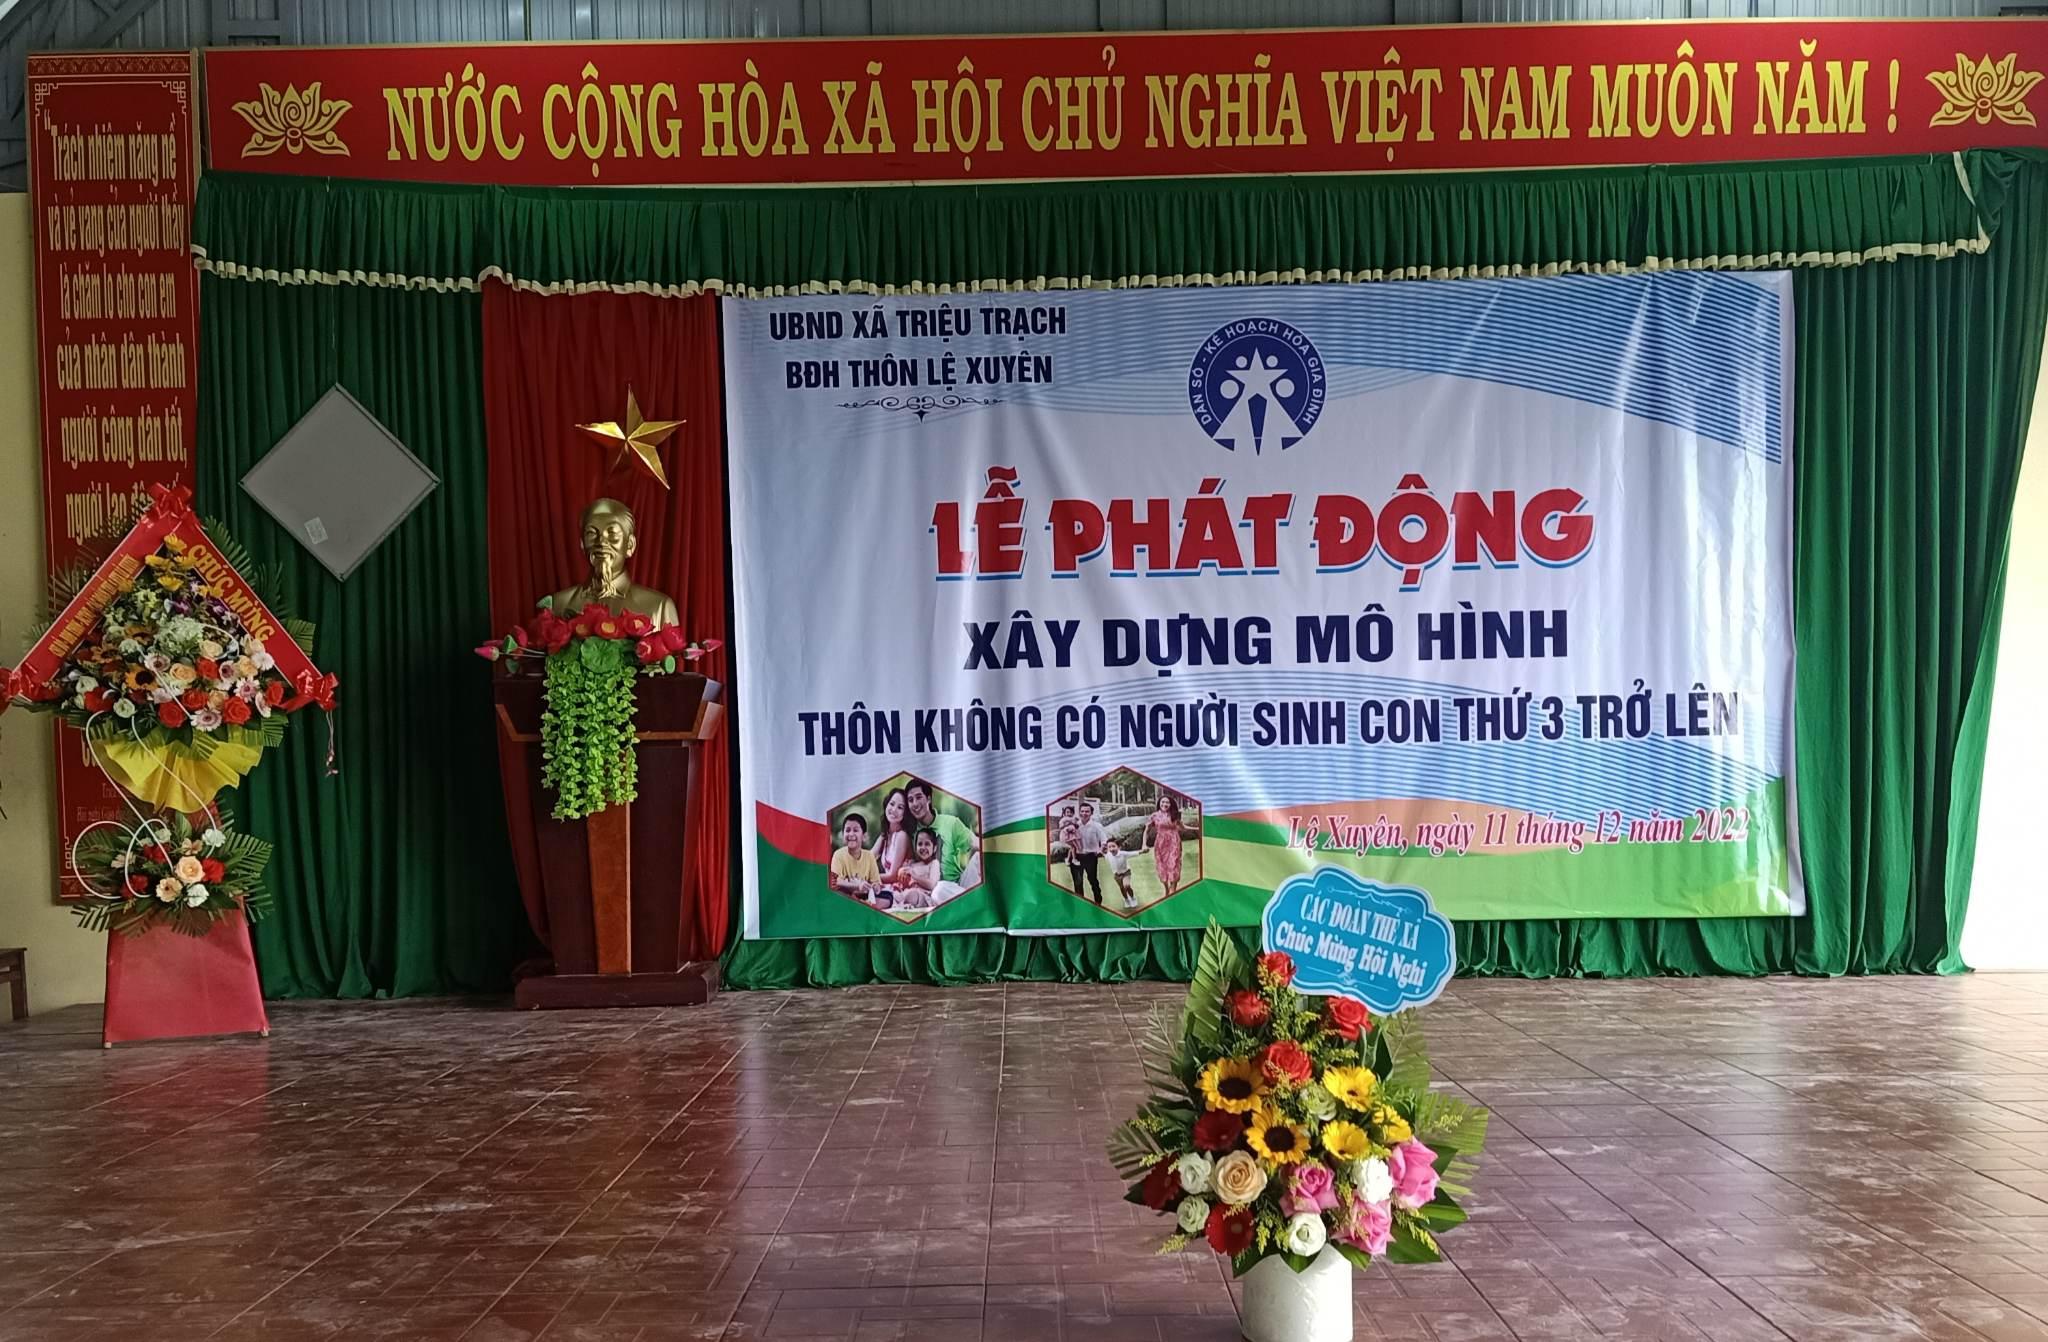 NƯỚC CỘNG HÒA XÃ HỘI CHỦ NGHĨA VIỆT NAM MUÔN NĂM !
"Trách nhiệm nặng nề
và vẻ vang của người thầy
là chăm lo cho con em
của nhân dân thành
người công dân tốt,
người lao
CHÚC MỪNG
UBND XÃ TRIỆU TRẠCH
BĐH THÔN LỆ XUYÊN
DÂN SỐ - KẾ HOẠCH HÓA GIA ĐÌNH
LỄ PHÁT ĐỘNG
XÂY DỰNG MÔ HÌNH
THÔN KHÔNG CÓ NGƯỜI SINH CON THỨ 3 TRỞ LÊN
Lệ Xuyên, ngày 11 tháng 12 năm 2022
CÁC ĐOÀN THỂ XÃ
Chúc Mừng Hội Nghị